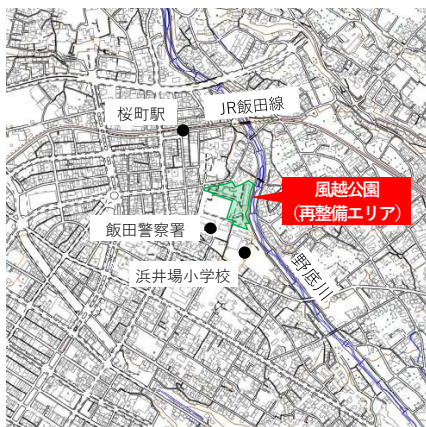 JR飯田線
桜町駅
風越公園
(再整備エリア)
飯田警察署
浜井場小学校
野底川